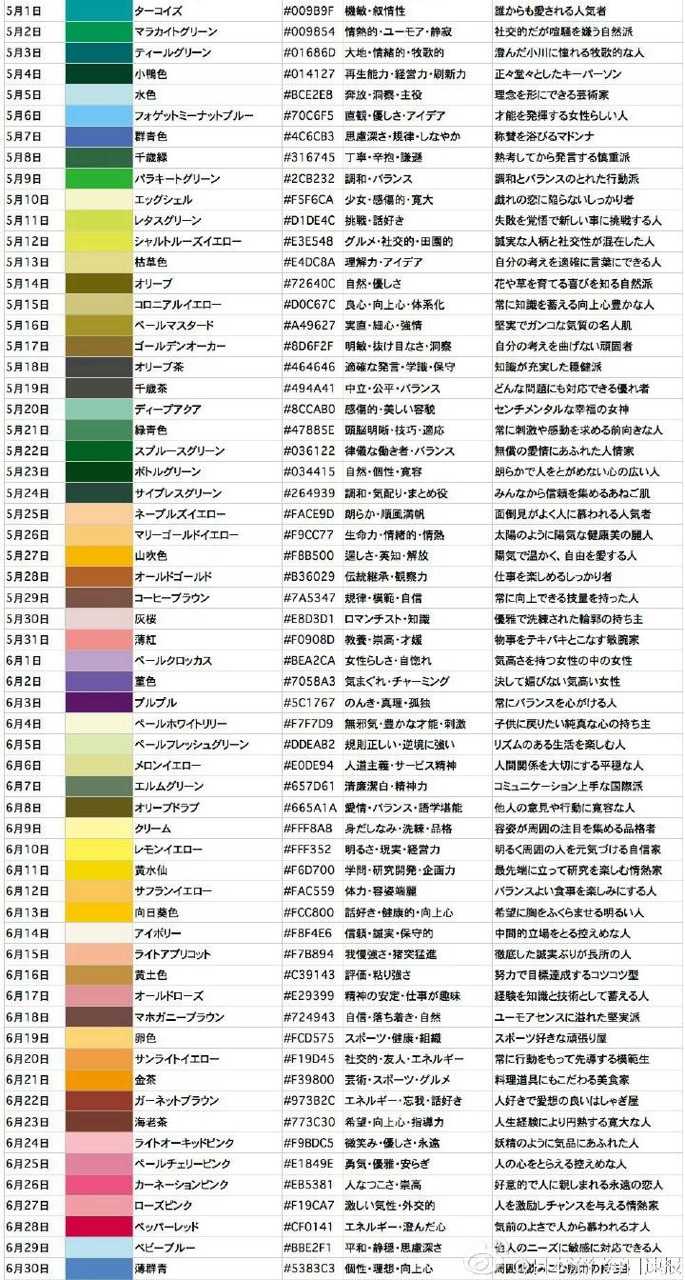 5月1日 ターコイズ #009B9F 機敏・叙情性 誰からも愛される人気者
5月2日 マラカイトグリーン #009854 情熱的・ユーモア・静寂 社交的だが喧騒を嫌う自然派
5月3日 ティールグリーン #01686D 大地・情緒的・牧歌的 澄んだ小川に憧れる牧歌的な人
5月4日 小鴨色 #014127 再生能力・経営力・刷新力 正々堂々としたキーパーソン
5月5日 水色 #BCE2E8 奔放・洞察・主役 理念を形にできる芸術家
5月6日 フォゲットミーナットブルー #70C6F5 直観・優しさ・アイデア 才能を発揮する女性らしい人
5月7日 群青色 #4C6CB3 思慮深さ・規律・しなやか 称賛を浴びるマドンナ
5月8日 千歳緑 #316745 丁寧・辛抱・謙遜 熟考してから発言する慎重派
5月9日 パラキートグリーン #2CB232 調和・バランス 調和とバランスのとれた行動派
5月10日 エッグシェル #F5F6CA 少女・感傷的・寛大 戯れの恋に陥らないしっかり者
5月11日 レタスグリーン #D1DE4C 挑戦・話好き 失敗を覚悟で新しい事に挑戦する人
5月12日 シャルトルーズイエロー #E3E548 グルメ・社交的・田園的 誠実な人柄と社交性が混在した人
5月13日 枯草色 #E4DC8A 理解力・アイデア 自分の考えを適確に言葉にできる人
5月14日 オリーブ #72640C 自然・優しさ 花や草を育てる喜びを知る自然派
5月15日 コロニアルイエロー #D0C67C 良心・向上心・体系化 常に知識を蓄える向上心豊かな人
5月16日 ペールマスタード #A49627 実直・細心・強情 堅実でガンコな気質の名人肌
5月17日 ゴールデンオーカー #8D6F2F 明敏・抜け目なさ・洞察 自分の考えを曲げない頑固者
5月18日 オリーブ茶 #464646 適確な発言・学識・保守 知識が充実した穏健派
5月19日 千歳茶 #494A41 中立・公平・バランス どんな問題にも対応できる優れ者
5月20日 ディープアクア #8CCAB0 感傷的・美しい容貌 センチメンタルな幸福の女神
5月21日 緑青色 #47885E 頭脳明晰・技巧・適応 常に刺激や感動を求める前向きな人
5月22日 スプルースグリーン #036122 律儀な働き者・バランス 無償の愛情にあふれた人情家
5月23日 ボトルグリーン #034415 自然・個性・寛容 朗らかで人をとがめない心の広い人
5月24日 サイプレスグリーン #264939 調和・気配り・まとめ役 みんなから信頼を集めるあねご肌
5月25日 ネープルズイエロー #FACE9D 朗らか・順風満帆 面倒見がよく人に慕われる人気者
5月26日 マリーゴールドイエロー #F9CC77 生命力・情緒的・情熱 太陽のように陽気な健康美の麗人
5月27日 山吹色 #F8B500 逞しさ・英知・解放 陽気で温かく、自由を愛する人
5月28日 オールドゴールド #B36029 伝統継承・観察力 仕事を楽しめるしっかり者
5月29日 コーヒーブラウン #7A5347 規律・模範・自信 常に向上できる技量を持った人
5月30日 灰桜 #E8D3D1 ロマンチスト・知識 優雅で洗練された輪郭の持ち主
5月31日 薄紅 #F0908D 教養・崇高・才媛 物事をテキパキとこなす敏腕家
6月1日 ペールクロッカス #BEA2CA 女性らしさ・自惚れ 気高さを持つ女性の中の女性
6月2日 菫色 #7058A3 気まぐれ・チャーミング 決して媚びない気高い女性
6月3日 プルプル #5C1767 のんき・真理・孤独 常にバランスを心がける人
6月4日 ペールホワイトリリー #F7F7D9 無邪気・豊かな才能・刺激 子供に戻りたい純真な心の持ち主
6月5日 ペールフレッシュグリーン #DDEAB2 規則正しい・逆境に強い リズムのある生活を楽しむ人
6月6日 メロンイエロー #E0DE94 人道主義・サービス精神 人間関係を大切にする平穏な人
6月7日 エルムグリーン #657D61 清廉潔白・精神力 コミュニケーション上手な国際派
6月8日 オリーブドラブ #665A1A 愛情・バランス・語学堪能 他人の意見や行動に寛容な人
6月9日 クリーム #FFF8A8 身だしなみ・洗練・品格 容姿が周囲の注目を集める品格者
6月10日 レモンイエロー #FFF352 明るさ・現実・経営力 明るく周囲の人を元気づける自信家
6月11日 黄水仙 #F6D700 学問・研究開発・企画力 最先端に立って研究を楽しむ情熱家
6月12日 サフランイエロー #FAC559 体力・容姿端麗 バランスよい食事を楽しみにする人
6月13日 向日葵色 #FCC800 話好き・健康的・向上心 希望に胸をふくらませる明るい人
6月14日 アイボリー #F8F4E6 信頼・誠実・保守的 中間的立場をとる控えめな人
6月15日 ライトアプリコット #F7B894 我慢強さ・猪突猛進 徹底した誠実ぶりが長所の人
6月16日 黄土色 #C39143 評価・粘り強さ 努力で目標達成するコツコツ型
6月17日 オールドローズ #E29399 精神の安定・仕事が趣味 経験を知識と技術として蓄える人
6月18日 マホガニーブラウン #724943 自信・落ち着き・自然 ユーモアセンスに溢れた堅実派
6月19日 卵色 #FCD575 スポーツ・健康・組織 スポーツ好きな頑張り屋
6月20日 サンライトイエロー #F19D45 社交的・友人・エネルギー 常に行動をもって先導する模範生
6月21日 金茶 #F39800 芸術・スポーツ・グルメ 料理道具にもこだわる美食家
6月22日 ガーネットブラウン #973B2C エネルギー・忘我・話好き 人好きで愛想の良いはしゃぎ屋
6月23日 海老茶 #773C30 希望・向上心・指導力 人生経験により円熟する寛大な人
6月24日 ライトオーキッドピンク #F9BDC5 微笑み・優しさ・永遠 妖精のように気品にあふれた人
6月25日 ペールチェリーピンク #E1849E 勇気・優雅・安らぎ 人の心をとらえる控えめな人
6月26日 カーネーションピンク #EB5381 人なつこさ・崇高 好意的で人に親しまれる永遠の恋人
6月27日 ローズピンク #F19CA7 激しい気性・外交的 人を激励しチャンスを与える情熱家
6月28日 ペッパーレッド #CF0141 エネルギー・澄んだ心 気前のよさで人から慕われる才人
6月29日 ベビーブルー #BBE2F1 平和・静穏・思慮深さ 他人のニーズに敏感に対応できる人
6月30日 薄群青 #5383C3 個性・理想・向上心